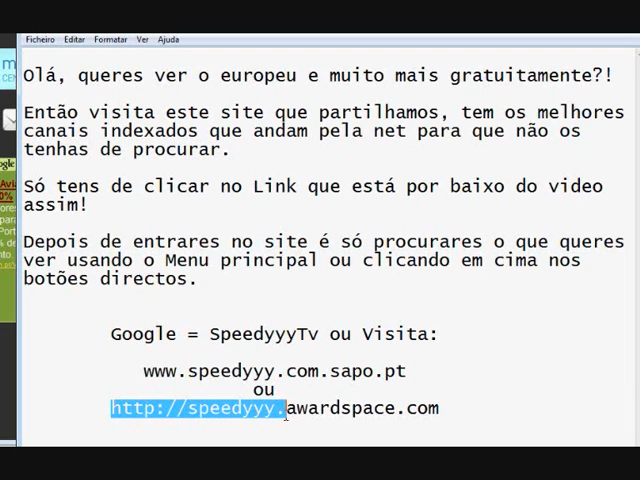 Ficheiro Editar Formatar Ver Ajuda
Olá, queres ver o europeu e muito mais gratuitamente?!
Então visita este site que partilhamos, tem os melhores
canais indexados que andam pela net para que não os
tenhas de procurar.
Só tens de clicar no Link que está por baixo do video
assim!
Depois de entrares no site é só procurares o que queres
ver usando o Menu principal ou clicando em cima nos
botões directos.
Google = SpeedyyyTv ou Visita:
www.speedyyy.com.sapo.pt
ou
http://speedyyy.awardspace.com